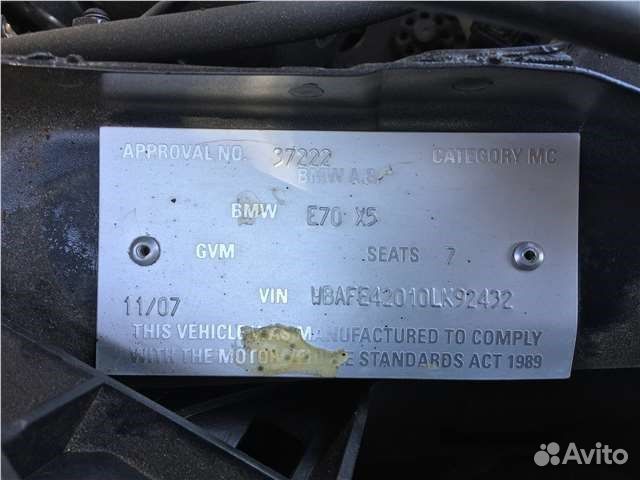 APPROVAL NO. 37222 CATEGORY MC
BMW A.G.
BMW E70 X5
GVM SEATS 7
11/07 VIN WBAFE42010LK92432
THIS VEHICLE WAS MANUFACTURED TO COMPLY
WITH THE MOTOR STANDARDS ACT 1989
Avito